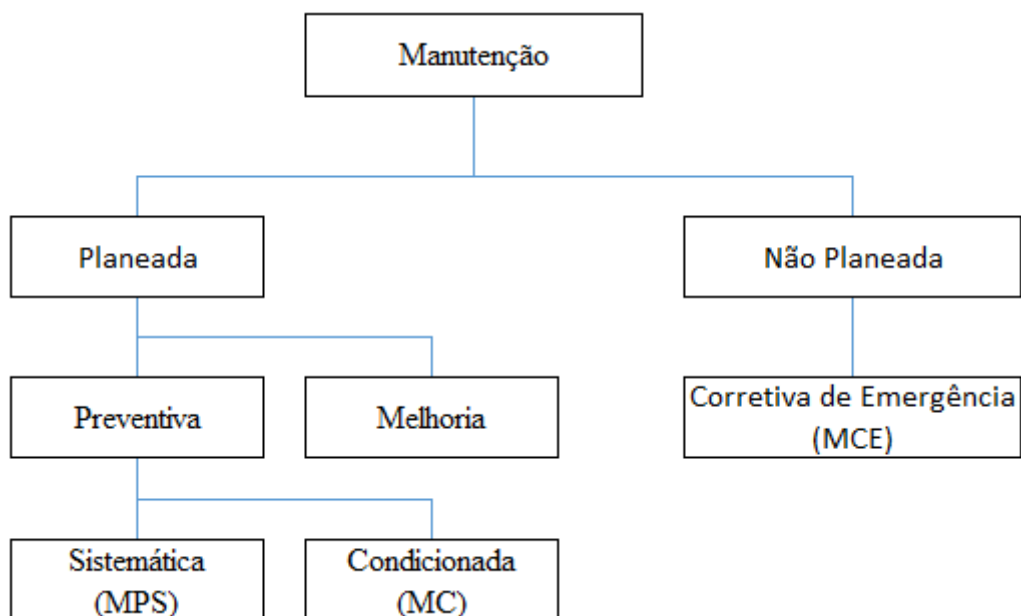 Manutenção
Planeada
Não Planeada
Preventiva
Melhoria
Corretiva de Emergência
(MCE)
Sistemática
(MPS)
Condicionada
(MC)